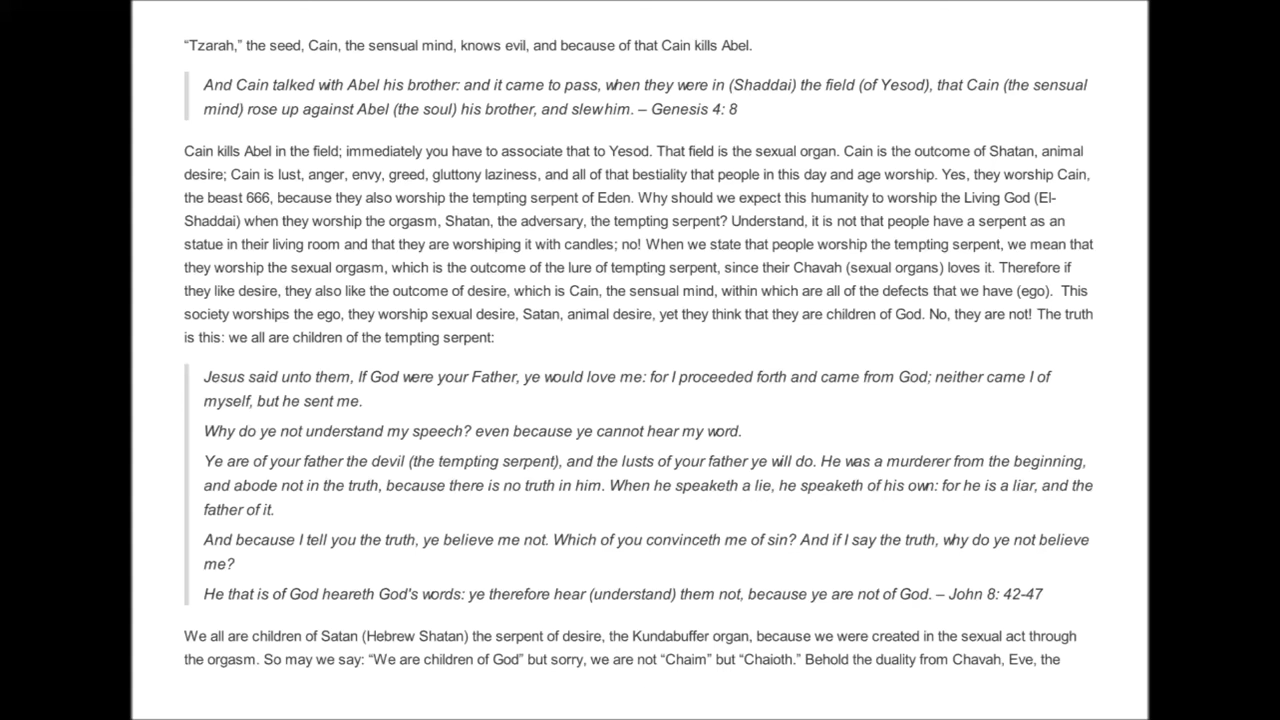 “Tzarah,” the seed, Cain, the sensual mind, knows evil, and because of that Cain kills Abel.
And Cain talked with Abel his brother: and it came to pass, when they were in (Shaddai) the field (of Yesod), that Cain (the sensual
mind) rose up against Abel (the soul) his brother, and slew him. – Genesis 4: 8
Cain kills Abel in the field; immediately you have to associate that to Yesod. That field is the sexual organ. Cain is the outcome of Shatan, animal
desire; Cain is lust, anger, envy, greed, gluttony laziness, and all of that bestiality that people in this day and age worship. Yes, they worship Cain,
the beast 666, because they also worship the tempting serpent of Eden. Why should we expect this humanity to worship the Living God (El-
Shaddai) when they worship the orgasm, Shatan, the adversary, the tempting serpent? Understand, it is not that people have a serpent as an
statue in their living room and that they are worshiping it with candles; no! When we state that people worship the tempting serpent, we mean that
they worship the sexual orgasm, which is the outcome of the lure of tempting serpent, since their Chavah (sexual organs) loves it. Therefore if
they like desire, they also like the outcome of desire, which is Cain, the sensual mind, within which are all of the defects that we have (ego).  This
society worships the ego, they worship sexual desire, Satan, animal desire, yet they think that they are children of God. No, they are not! The truth
is this: we all are children of the tempting serpent:
Jesus said unto them, If God were your Father, ye would love me: for I proceeded forth and came from God; neither came I of
myself, but he sent me.
Why do ye not understand my speech? even because ye cannot hear my word.
Ye are of your father the devil (the tempting serpent), and the lusts of your father ye will do. He was a murderer from the beginning,
and abode not in the truth, because there is no truth in him. When he speaketh a lie, he speaketh of his own: for he is a liar, and the
father of it.
And because I tell you the truth, ye believe me not. Which of you convinceth me of sin? And if I say the truth, why do ye not believe
me?
He that is of God heareth God's words: ye therefore hear (understand) them not, because ye are not of God. – John 8: 42-47
We all are children of Satan (Hebrew Shatan) the serpent of desire, the Kundabuffer organ, because we were created in the sexual act through
the orgasm. So may we say: “We are children of God” but sorry, we are not “Chaim” but “Chaioth.” Behold the duality from Chavah, Eve, the